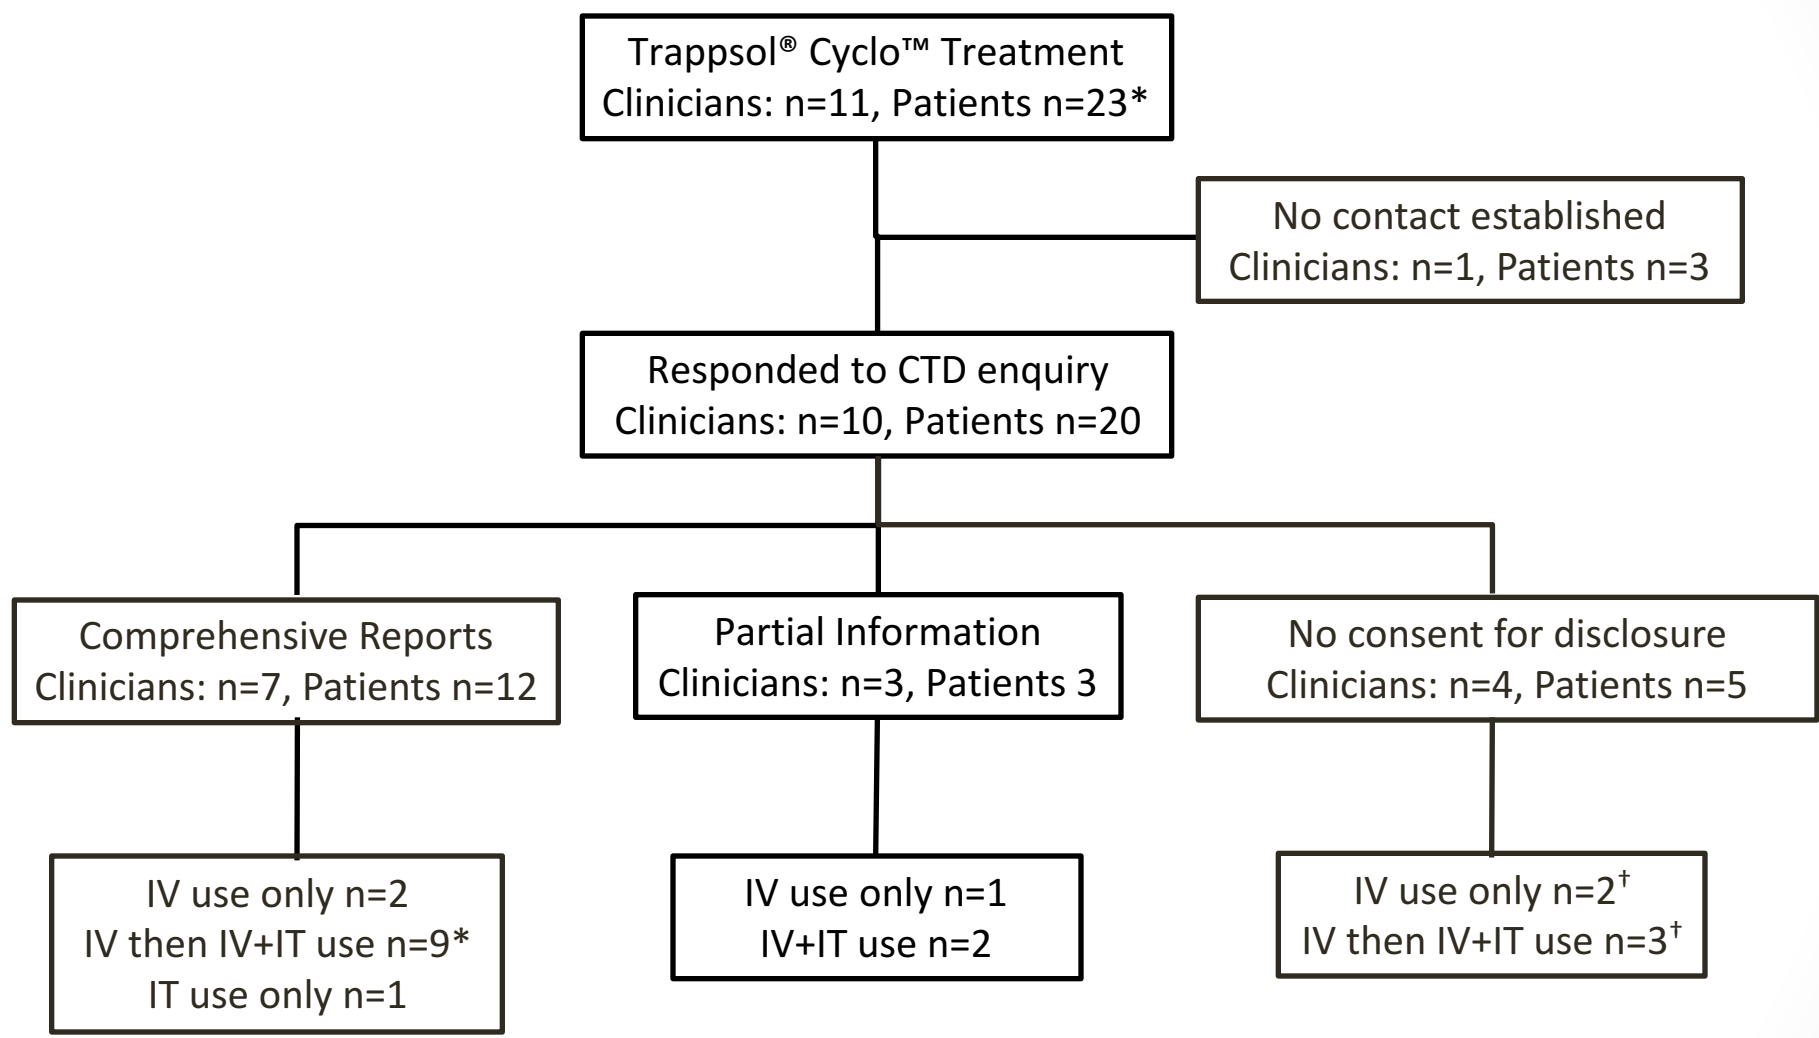 Trappsol® Cyclo™ Treatment
Clinicians: n=11, Patients n=23*
No contact established
Clinicians: n=1, Patients n=3
Responded to CTD enquiry
Clinicians: n=10, Patients n=20
Comprehensive Reports
Clinicians: n=7, Patients n=12
Partial Information
Clinicians: n=3, Patients 3
No consent for disclosure
Clinicians: n=4, Patients n=5
IV use only n=2
IV then IV+IT use n=9*
IT use only n=1
IV use only n=1
IV+IT use n=2
IV use only n=2†
IV then IV+IT use n=3†